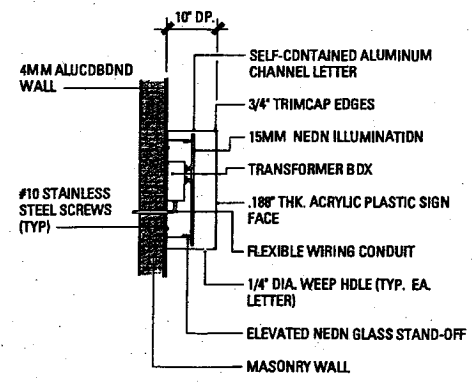 10" DP.
SELF-CONTAINED ALUMINUM
CHANNEL LETTER
4MM ALUCOBOND
WALL
3/4" TRIMCAP EDGES
15MM NEON ILLUMINATION
TRANSFORMER BOX
#10 STAINLESS
STEEL SCREWS
(TYP)
.188" THK. ACRYLIC PLASTIC SIGN
FACE
FLEXIBLE WIRING CONDUIT
1/4" DIA. WEEP HOLE (TYP. EA.
LETTER)
ELEVATED NEON GLASS STAND-OFF
MASONRY WALL